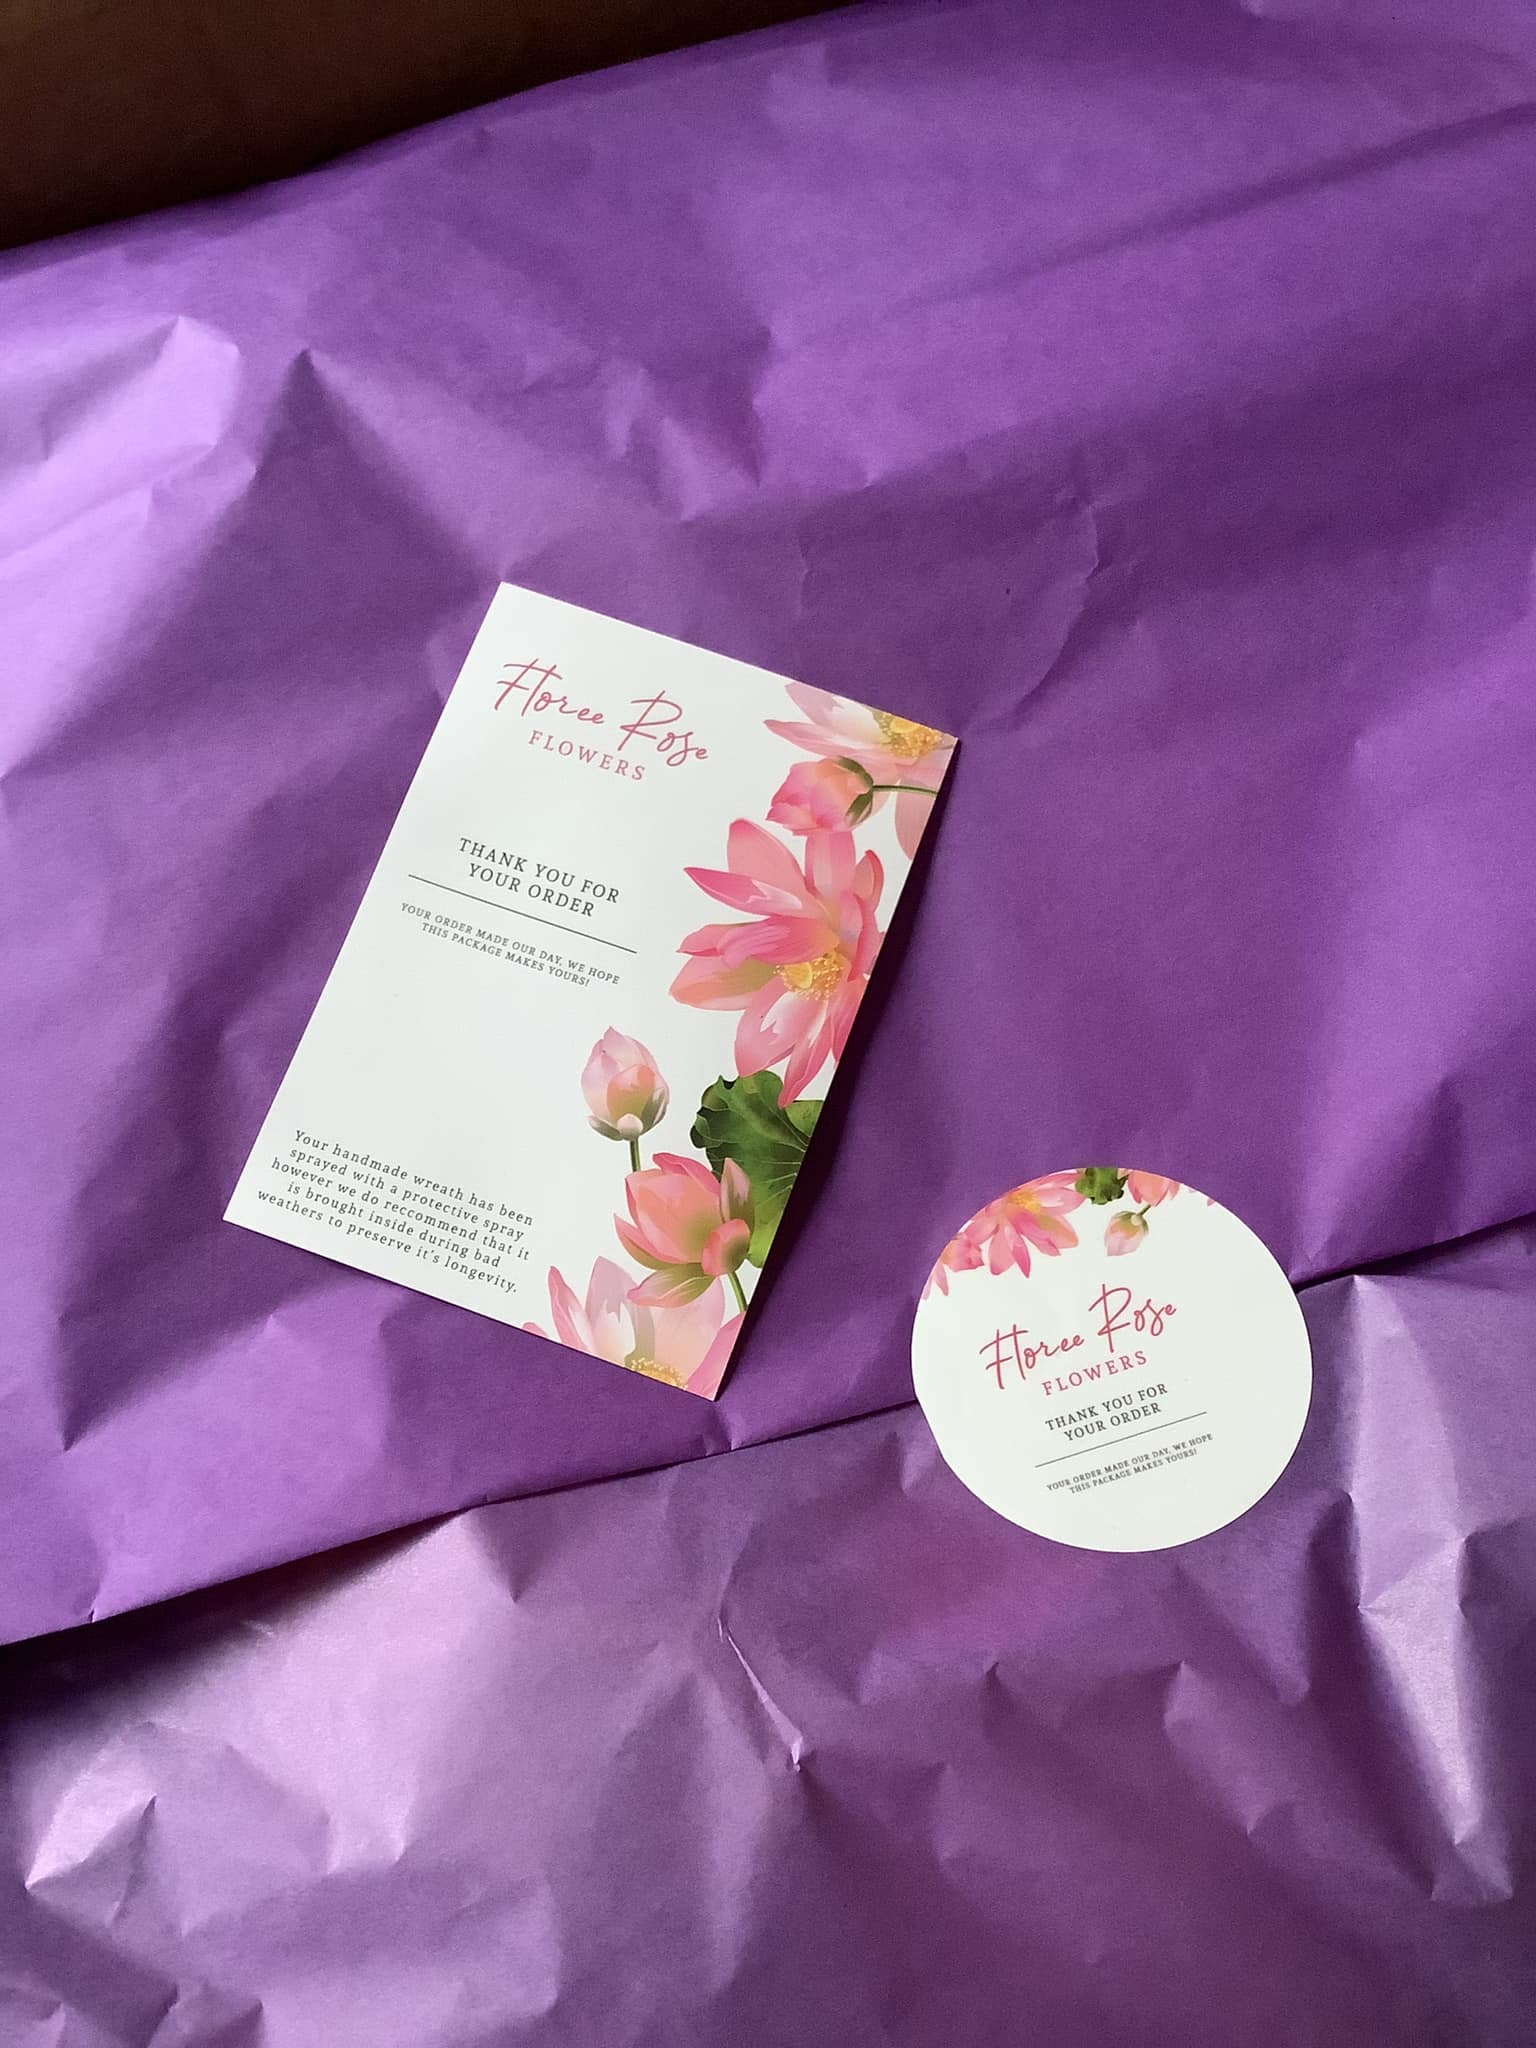 Floree Rose
FLOWERS
THANK YOU FOR
YOUR ORDER
YOUR ORDER MADE OUR DAY, WE HOPE
THIS PACKAGE MAKES YOURS!
Your handmade wreath has been
sprayed with a protective spray
however we do reccommend that it
is brought inside during bad
weathers to preserve it's longevity.
Floree Rose
FLOWERS
THANK YOU FOR
YOUR ORDER
YOUR ORDER MADE OUR DAY, WE HOPE
THIS PACKAGE MAKES YOURS!